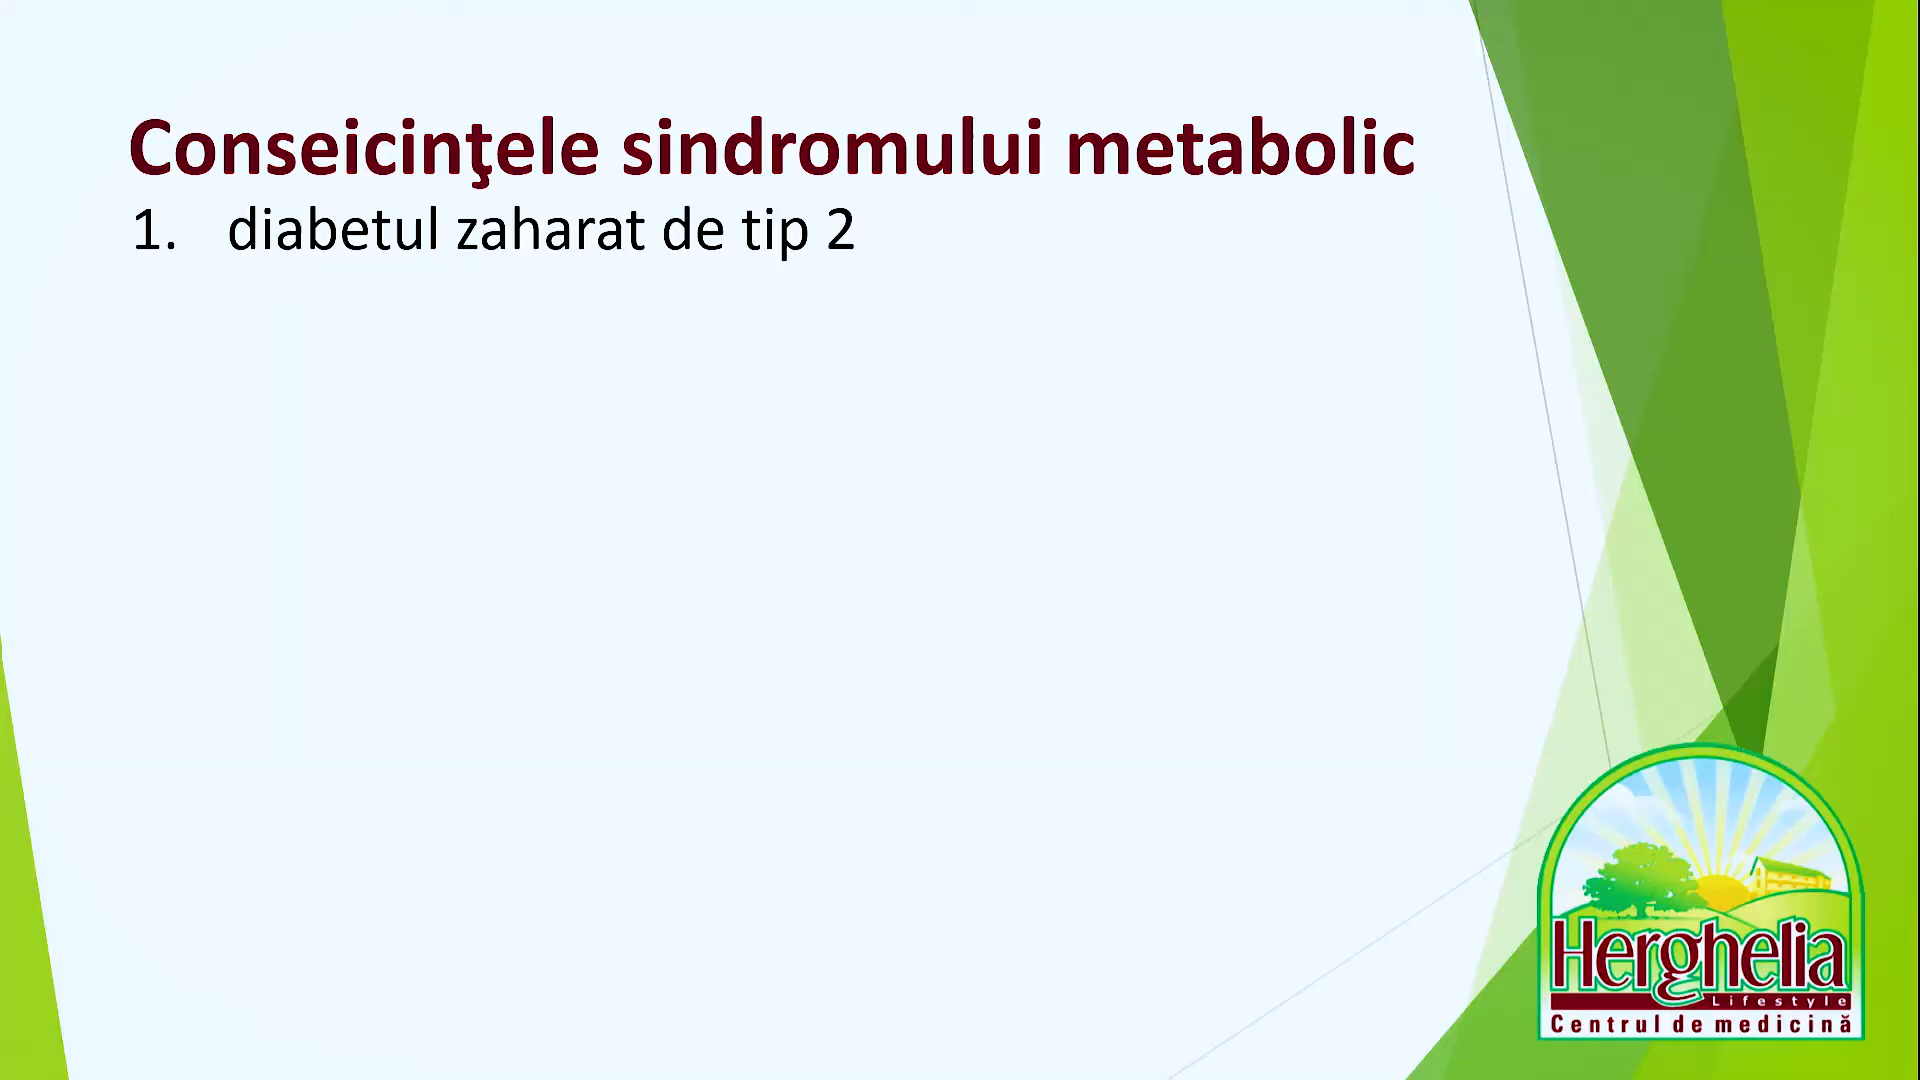 Conseicinţele sindromului metabolic
1. diabetul zaharat de tip 2
Herghelia
Lifestyle
Centrul de medicină